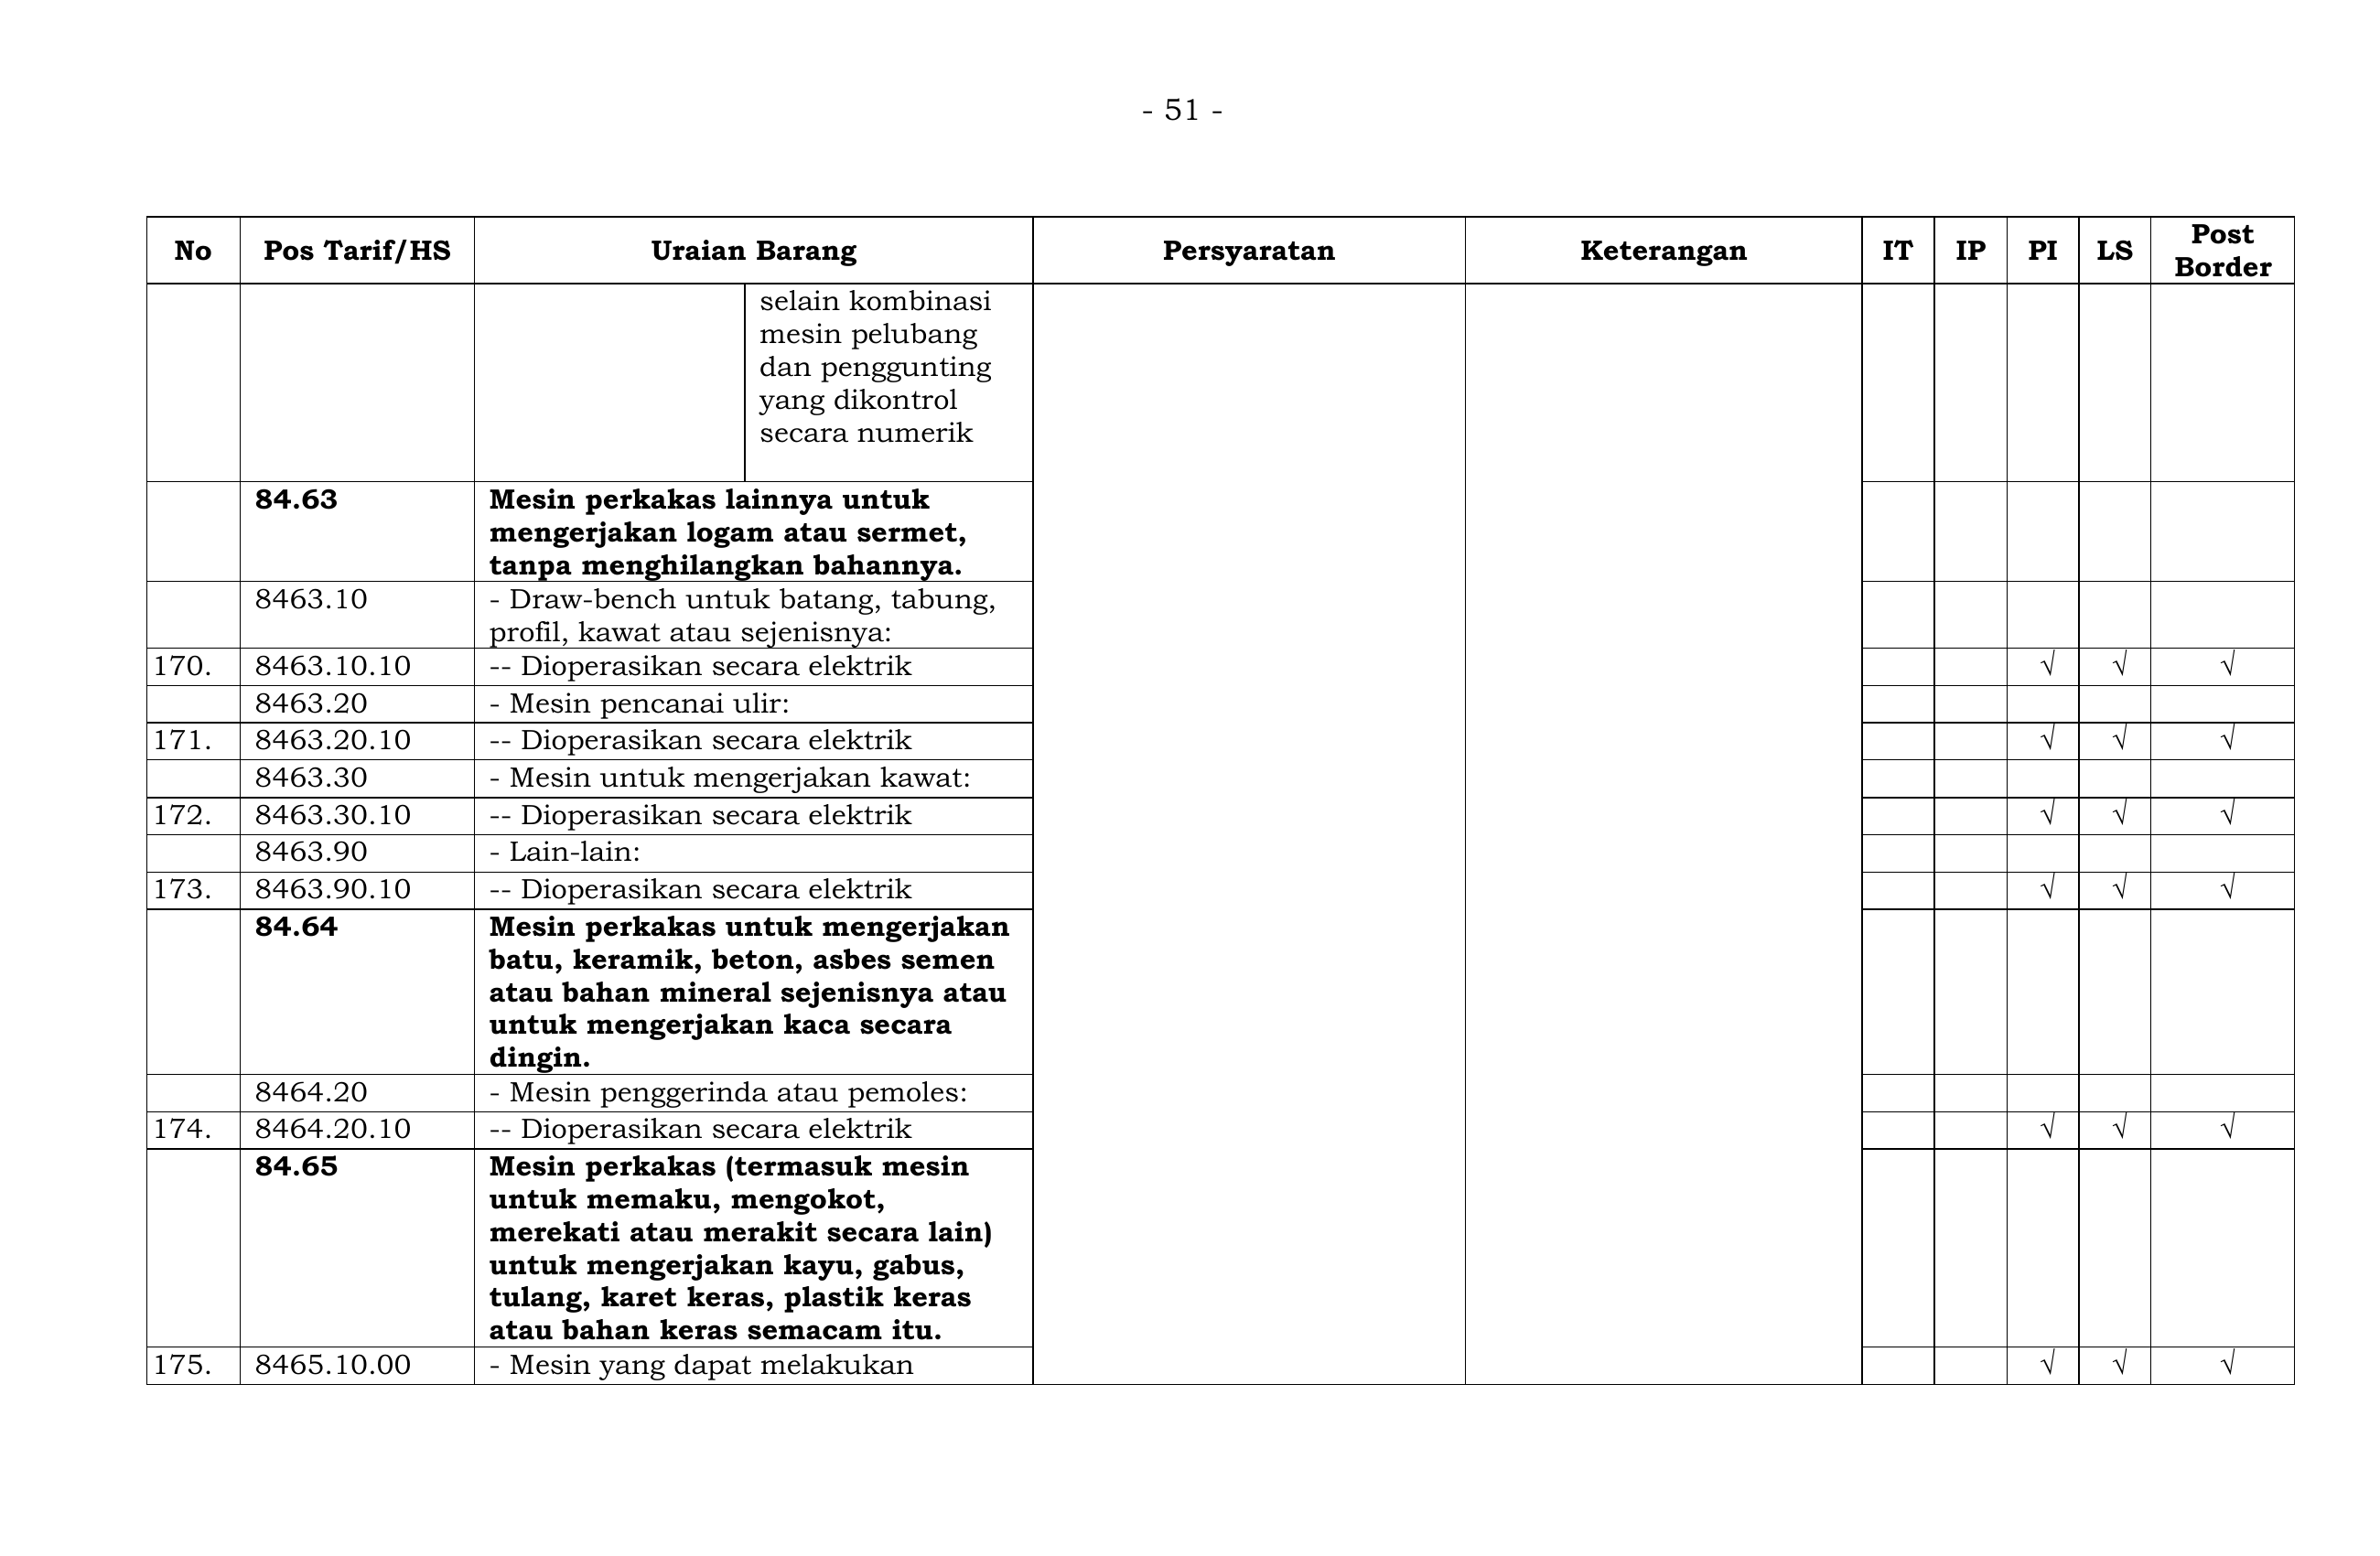 - 51 -
No Pos Tarif/HS Uraian Barang Persyaratan Keterangan IT IP PI LS Post Border
selain kombinasi
mesin pelubang
dan penggunting
yang dikontrol
secara numerik
84.63 Mesin perkakas lainnya untuk
mengerjakan logam atau sermet,
tanpa menghilangkan bahannya.
8463.10 - Draw-bench untuk batang, tabung,
profil, kawat atau sejenisnya:
170. 8463.10.10 -- Dioperasikan secara elektrik √ √ √
8463.20 - Mesin pencanai ulir:
171. 8463.20.10 -- Dioperasikan secara elektrik √ √ √
8463.30 - Mesin untuk mengerjakan kawat:
172. 8463.30.10 -- Dioperasikan secara elektrik √ √ √
8463.90 - Lain-lain:
173. 8463.90.10 -- Dioperasikan secara elektrik √ √ √
84.64 Mesin perkakas untuk mengerjakan
batu, keramik, beton, asbes semen
atau bahan mineral sejenisnya atau
untuk mengerjakan kaca secara
dingin.
8464.20 - Mesin penggerinda atau pemoles:
174. 8464.20.10 -- Dioperasikan secara elektrik √ √ √
84.65 Mesin perkakas (termasuk mesin
untuk memaku, mengokot,
merekati atau merakit secara lain)
untuk mengerjakan kayu, gabus,
tulang, karet keras, plastik keras
atau bahan keras semacam itu.
175. 8465.10.00 - Mesin yang dapat melakukan √ √ √